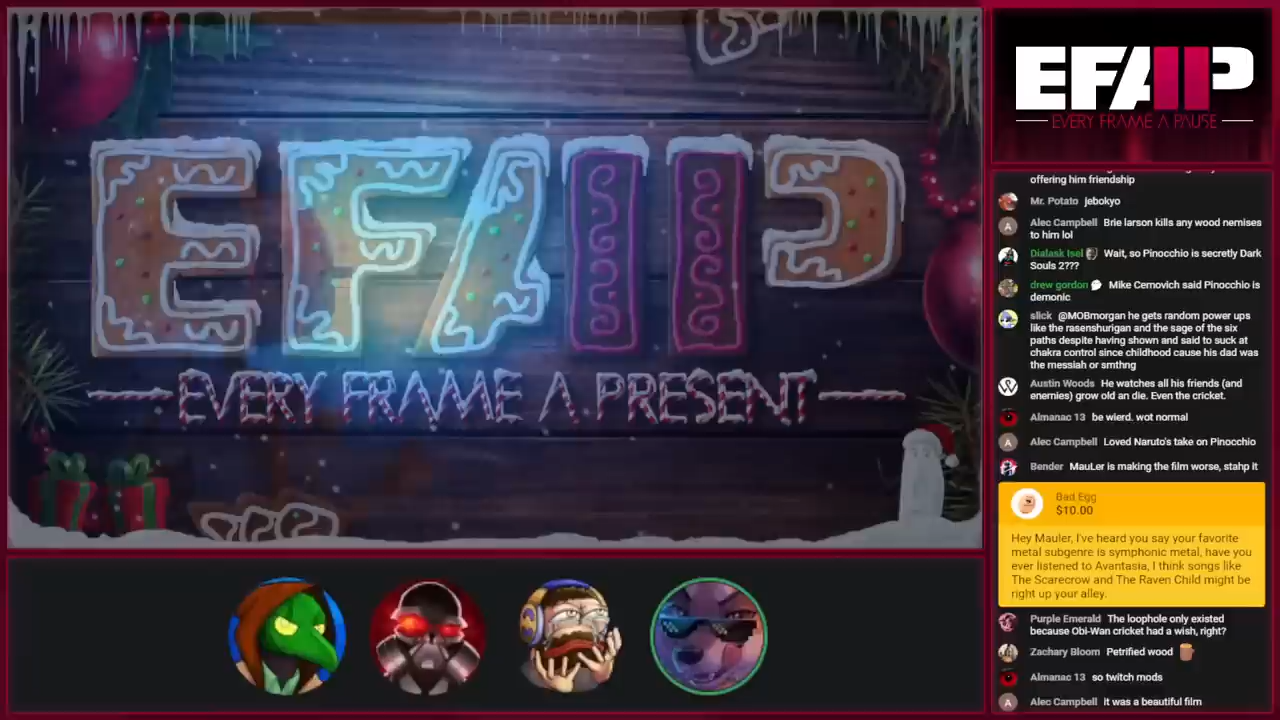 EFAP
EVERY FRAME A PRESENT
EFAP
EVERY FRAME A PAUSE
offering him friendship
Mr. Potato jebokyo
Alec Campbell Brie larson kills any wood nemises
to him lol
Dialask Isel Wait, so Pinocchio is secretly Dark
Souls 2???
drew gordon Mike Cernovich said Pinocchio is
demonic
slick @MOBmorgan he gets random power ups
like the rasenshurigan and the sage of the six
paths despite having shown and said to suck at
chakra control since childhood cause his dad was
the messiah or smthng
Austin Woods He watches all his friends (and
enemies) grow old an die. Even the cricket.
Almanac 13 be wierd. wot normal
Alec Campbell Loved Naruto's take on Pinocchio
Bender MauLer is making the film worse, stahp it
Bad Egg
$10.00
Hey Mauler, I've heard you say your favorite
metal subgenre is symphonic metal, have you
ever listened to Avantasia, I think songs like
The Scarecrow and The Raven Child might be
right up your alley.
Purple Emerald The loophole only existed
because Obi-Wan cricket had a wish, right?
Zachary Bloom Petrified wood
Almanac 13 so twitch mods
Alec Campbell it was a beautiful film